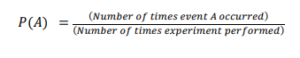 P(A) = (Number of times event A occurred) / (Number of times experiment performed)